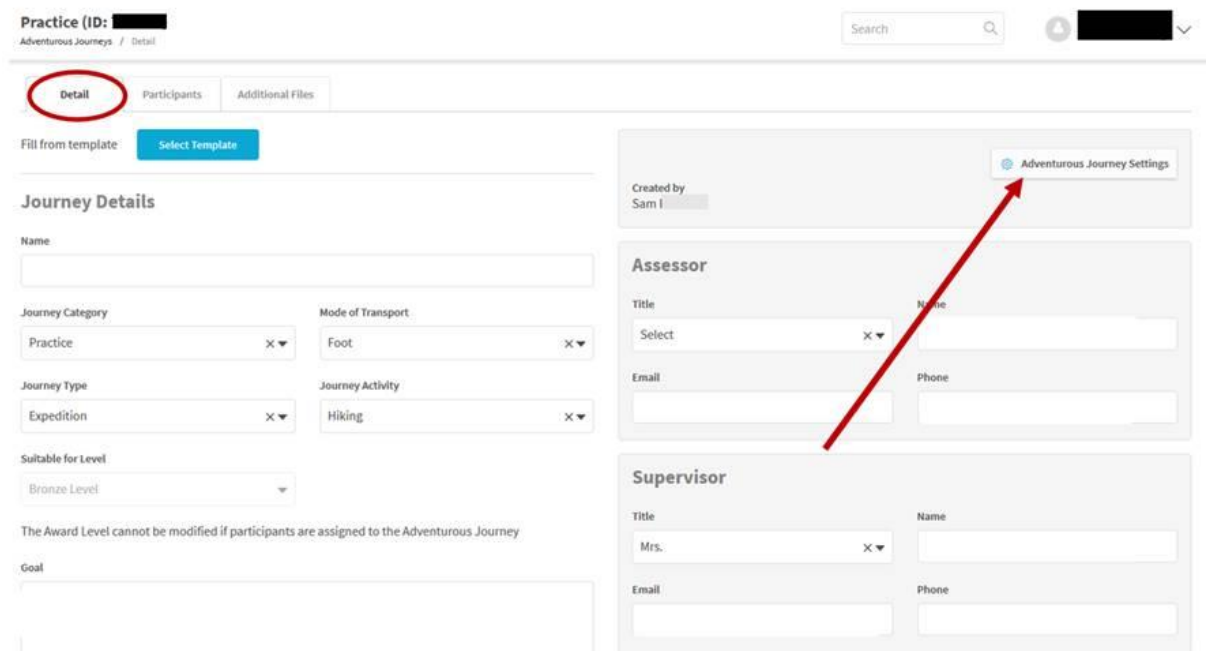 Practice (ID:
Adventurous Journeys / Detail
Search
Detail
Participants
Additional Files
Fill from template
Select Template
Journey Details
Name
Journey Category
Mode of Transport
Practice
Foot
Journey Type
Journey Activity
Expedition
Hiking
Suitable for Level
Bronze Level
The Award Level cannot be modified if participants are assigned to the Adventurous Journey
Goal
Adventurous Journey Settings
Created by
Sam I
Assessor
Title
Name
Select
Email
Phone
Supervisor
Title
Name
Mrs.
Email
Phone